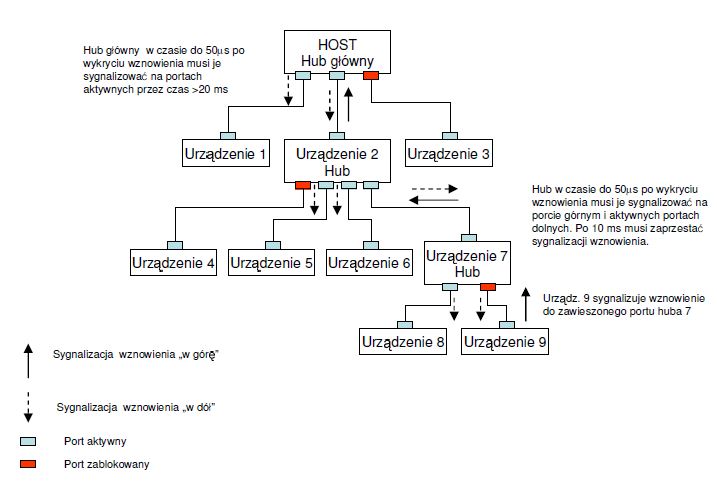 Hub główny w czasie do 50µs po
wykryciu wznowienia musi je
sygnalizować na portach
aktywnych przez czas >20 ms
HOST
Hub główny
Urządzenie 1
Urządzenie 2
Hub
Urządzenie 3
Hub w czasie do 50µs po wykryciu
wznowienia musi je sygnalizować na
porcie górnym i aktywnych portach
dolnych. Po 10 ms musi zaprzestać
sygnalizacji wznowienia.
Urządzenie 4
Urządzenie 5
Urządzenie 6
Urządzenie 7
Hub
Urządz. 9 sygnalizuje wznowienie
do zawieszonego portu huba 7
Urządzenie 8
Urządzenie 9
Sygnalizacja wznowienia „w górę”
Sygnalizacja wznowienia „w dół”
Port aktywny
Port zablokowany